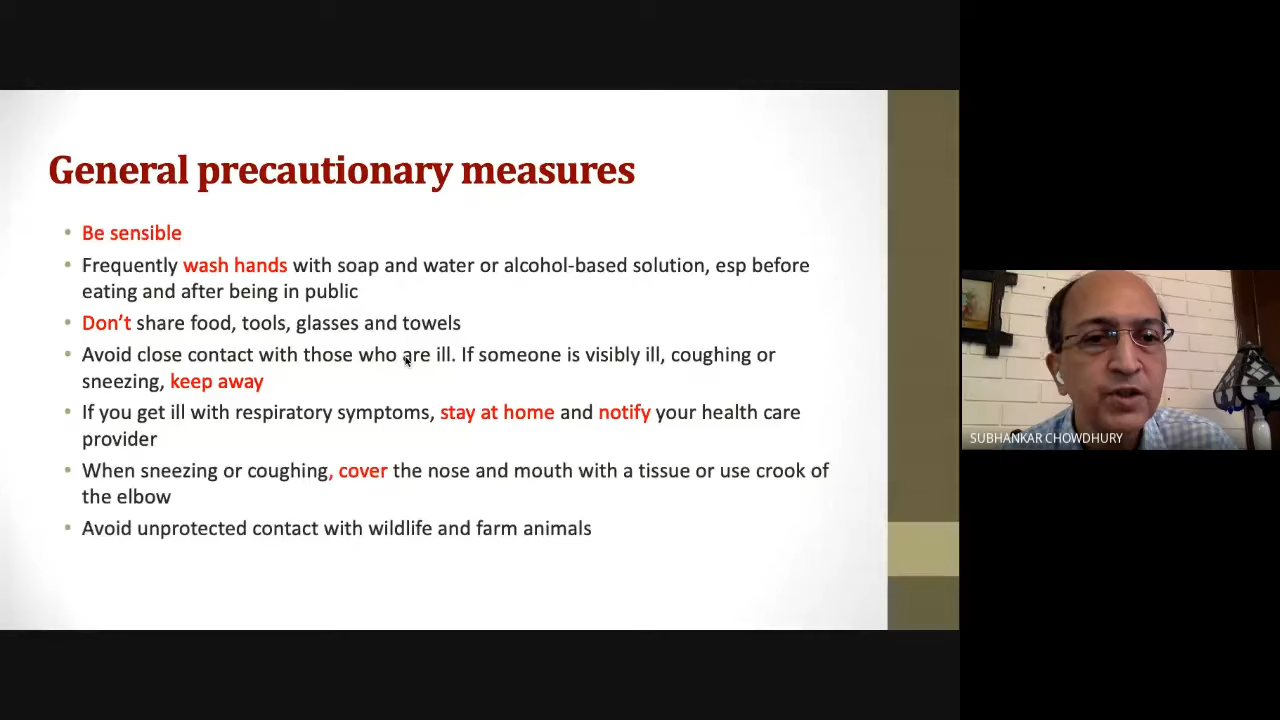 General precautionary measures
• Be sensible
• Frequently wash hands with soap and water or alcohol-based solution, esp before
eating and after being in public
• Don't share food, tools, glasses and towels
• Avoid close contact with those who are ill. If someone is visibly ill, coughing or
sneezing, keep away
• If you get ill with respiratory symptoms, stay at home and notify your health care
provider
• When sneezing or coughing, cover the nose and mouth with a tissue or use crook of
the elbow
• Avoid unprotected contact with wildlife and farm animals
SUBHANKAR CHOWDHURY